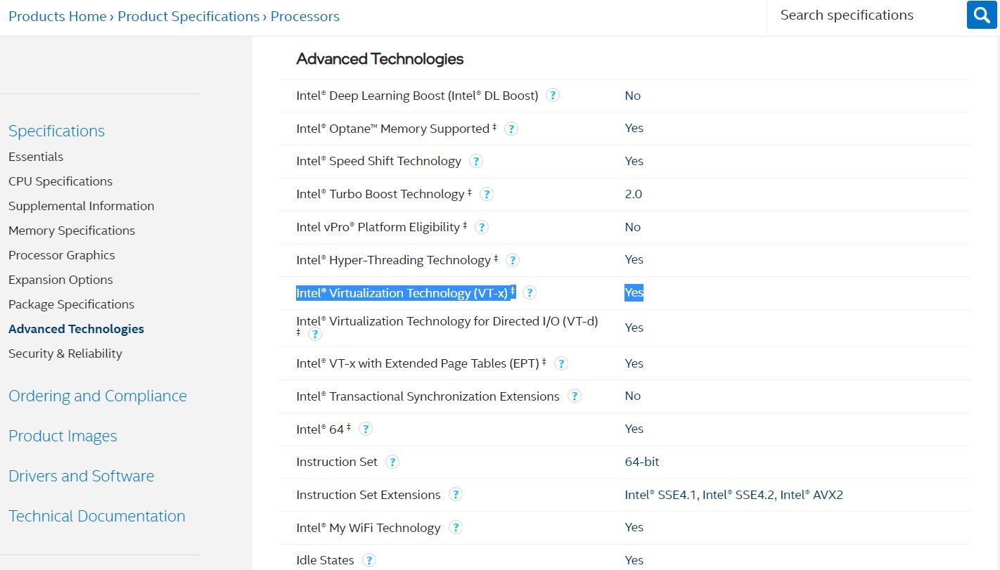 Products Home › Product Specifications › Processors
Search specifications
Specifications
Essentials
CPU Specifications
Supplemental Information
Memory Specifications
Processor Graphics
Expansion Options
Package Specifications
Advanced Technologies
Security & Reliability
Ordering and Compliance
Product Images
Drivers and Software
Technical Documentation
Advanced Technologies
Intel® Deep Learning Boost (Intel® DL Boost) ? No
Intel® Optane™ Memory Supported ‡ ? Yes
Intel® Speed Shift Technology ? Yes
Intel® Turbo Boost Technology ‡ ? 2.0
Intel vPro® Platform Eligibility ‡ ? No
Intel® Hyper-Threading Technology ‡ ? Yes
Intel® Virtualization Technology (VT-x) ‡ ? Yes
Intel® Virtualization Technology for Directed I/O (VT-d)
‡ ? Yes
Intel® VT-x with Extended Page Tables (EPT) ‡ ? Yes
Intel® Transactional Synchronization Extensions ? No
Intel® 64 ‡ ? Yes
Instruction Set ? 64-bit
Instruction Set Extensions ? Intel® SSE4.1, Intel® SSE4.2, Intel® AVX2
Intel® My WiFi Technology ? Yes
Idle States ? Yes